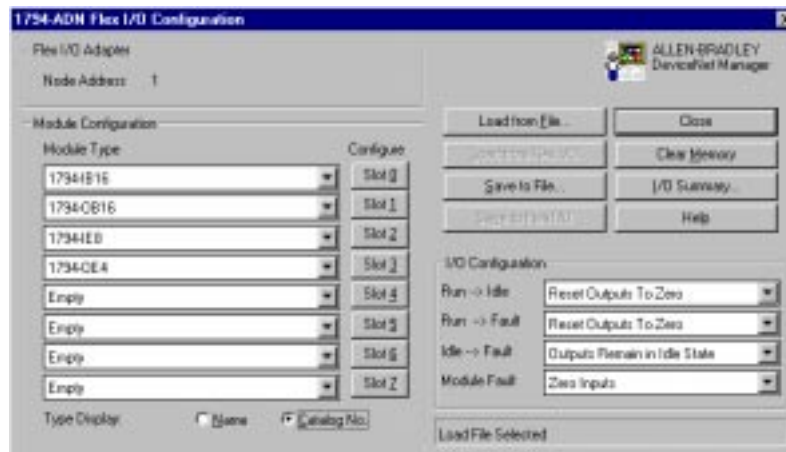 1794-ADN Flex I/O Configuration
Flex I/O Adapter
Node Address: 1
ALLEN-BRADLEY
DeviceNet Manager
Module Configuration
Module Type
Configure
1794-IB16
Slot 0
1794-OB16
Slot 1
1794-IE8
Slot 2
1794-OE4
Slot 3
Empty
Slot 4
Empty
Slot 5
Empty
Slot 6
Empty
Slot 7
Type Display:
Name
Catalog No.
Load from File...
Close
Clear Memory
Save to File...
I/O Summary...
Help
I/O Configuration
Run -> Idle
Reset Outputs To Zero
Run -> Fault
Reset Outputs To Zero
Idle --> Fault
Outputs Remain in Idle State
Module Fault:
Zero Inputs
Load File Selected